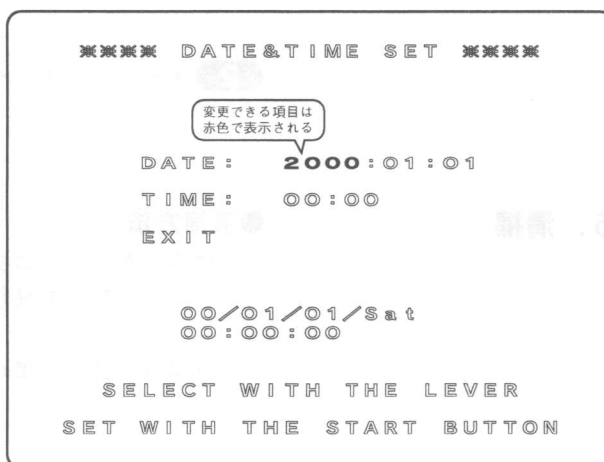 ※※※※ DATE&TIME SET ※※※※
変更できる項目は
赤色で表示される
DATE: 2000:01:01
TIME: 00:00
EXIT
00/01/01/Sat
00:00:00
SELECT WITH THE LEVER
SET WITH THE START BUTTON